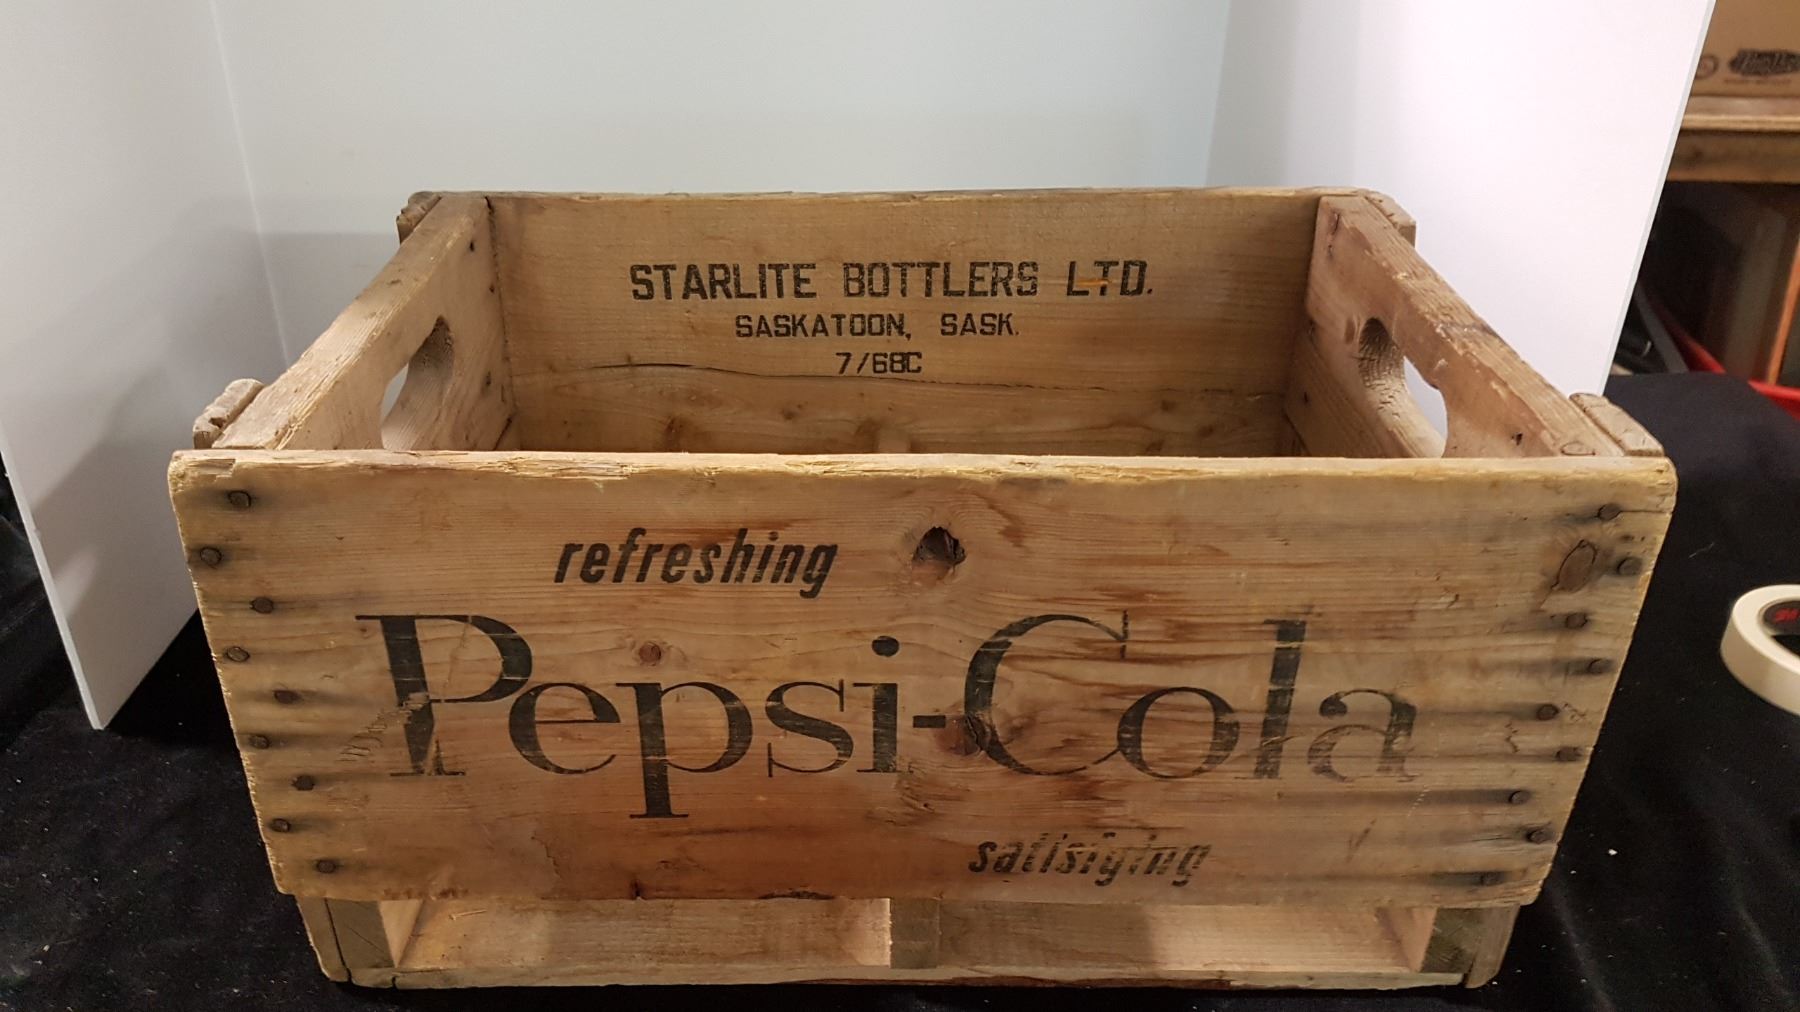 STARLITE BOTTLERS LTD.
SASKATOON, SASK.
7/68C
refreshing
Pepsi-Cola
satisfying